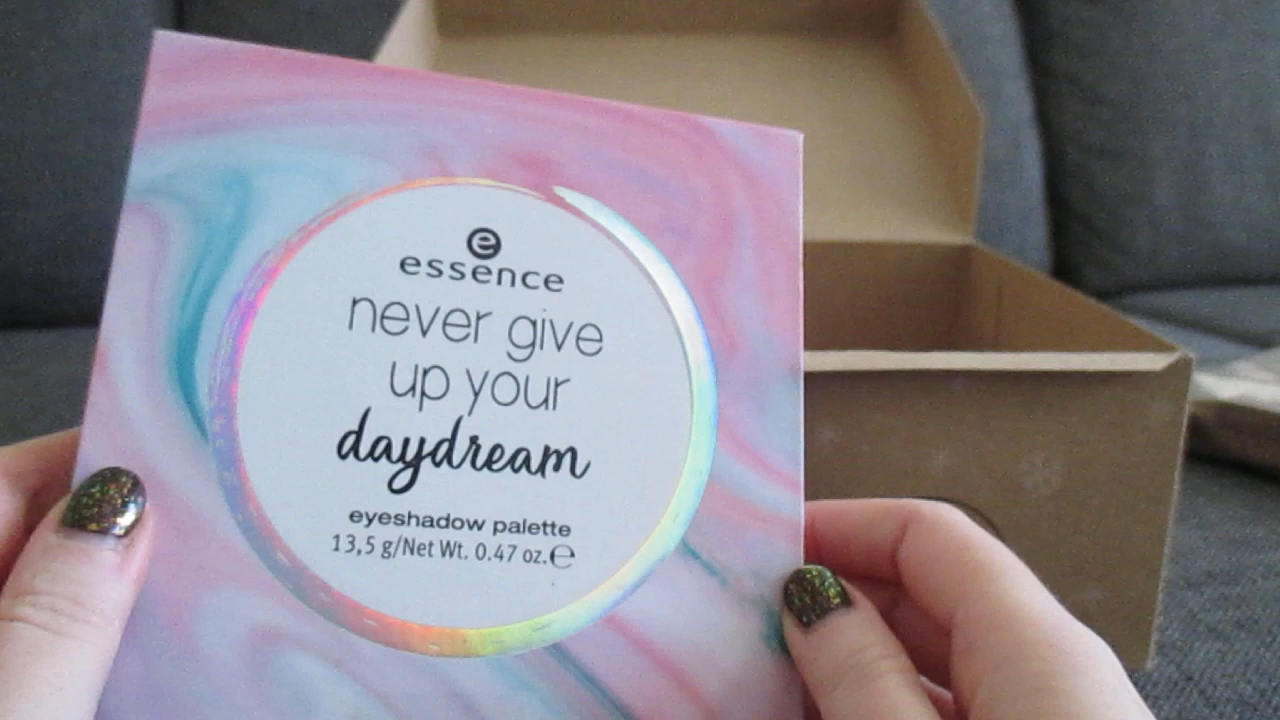 e
essence
never give
up your
daydream
eyeshadow palette
13,5 g/Net Wt. 0.47 oz.℮